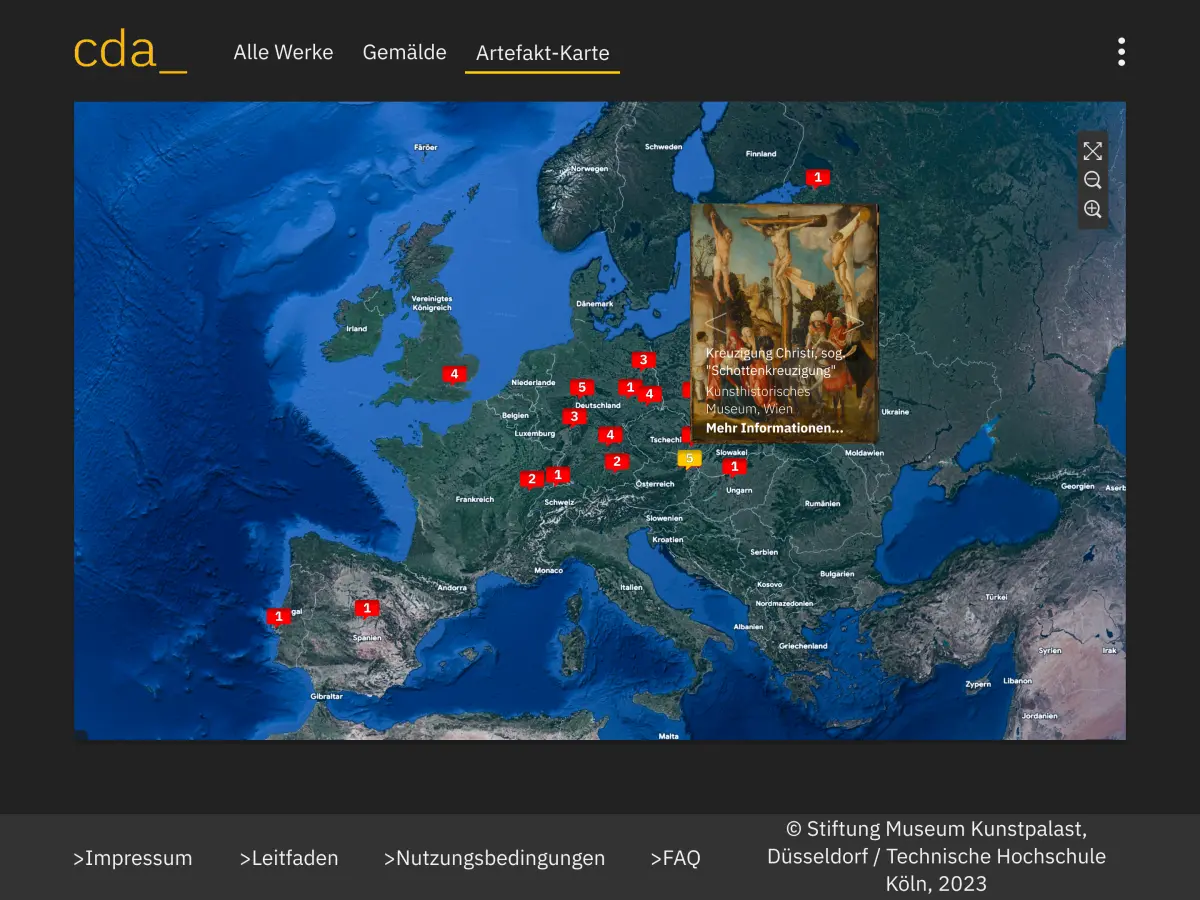 cda_
Alle Werke
Gemälde
Artefakt-Karte
Färöer
Schweden
Finnland
Norwegen
1
Vereinigtes
Königreich
Dänemark
Irland
Kreuzigung Christi, sog.
"Schottenkreuzigung"
Kunsthistorisches
Museum, Wien
Mehr Informationen...
3
4
Niederlande
5
1
4
Deutschland
Belgien
3
Ukraine
Luxemburg
4
Tschechi
Slowakei
Moldawien
5
2
1
2
1
Österreich
Ungarn
Georgien
Aserb
Frankreich
Schweiz
Rumänien
Slowenien
Kroatien
Serbien
Monaco
Bulgarien
Andorra
Italien
Kosovo
Türkei
Nordmazedonien
1
1
gal
Albanien
Spanien
Griechenland
Syrien
Irak
Zypern
Libanon
Gibraltar
Jordanien
Malta
>Impressum
>Leitfaden
>Nutzungsbedingungen
>FAQ
© Stiftung Museum Kunstpalast,
Düsseldorf / Technische Hochschule
Köln, 2023